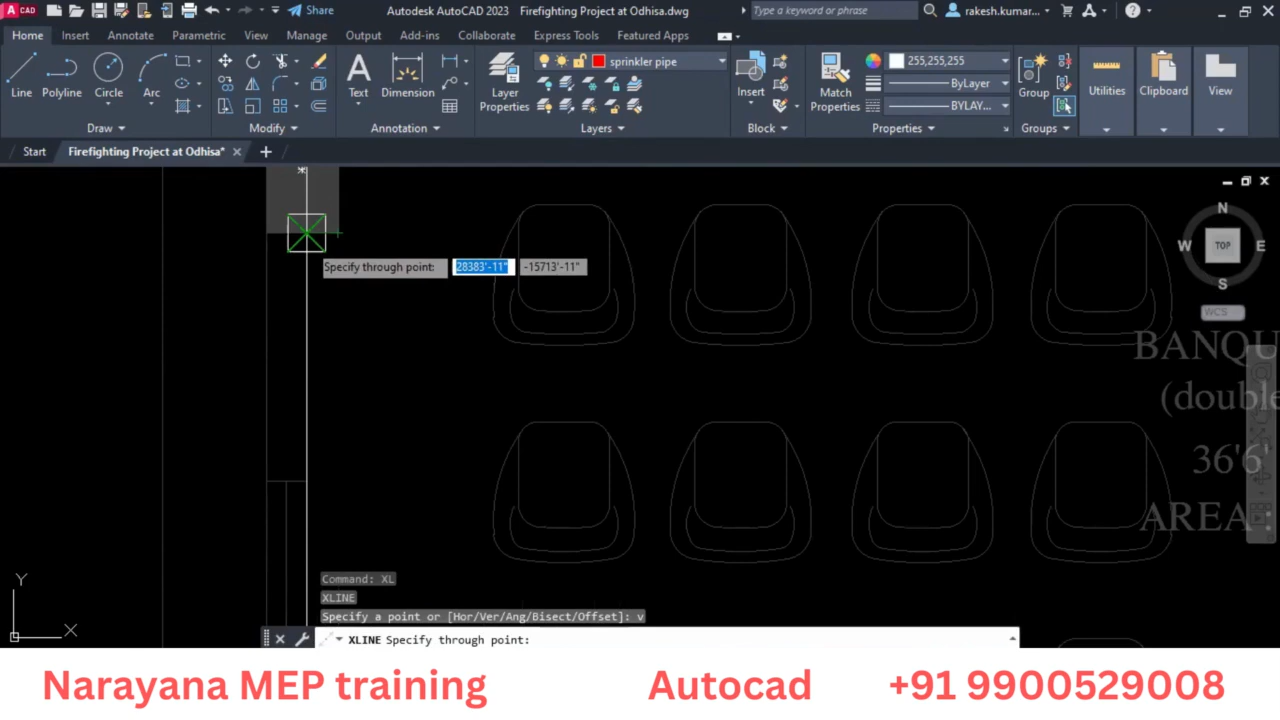 CAD
Share
Autodesk AutoCAD 2023 Firefighting Project at Odhisa.dwg
Type a keyword or phrase
rakesh.kumar...
Home Insert Annotate Parametric View Manage Output Add-ins Collaborate Express Tools Featured Apps
Line Polyline Circle Arc
Text Dimension
Layer Properties
sprinkler pipe
Insert
Match Properties
255,255,255
ByLayer
BYLAY...
Group
Utilities Clipboard View
Draw Modify Annotation Layers Block Properties Groups
Start Firefighting Project at Odhisa*
N
W TOP E
S
WCS
Specify through point: 28383'-11" -15713'-11"
BANQU
(double
36'6'
AREA :
Y
X
Command: XL
XLINE
Specify a point or [Hor/Ver/Ang/Bisect/Offset]: v
XLINE Specify through point:
Narayana MEP training Autocad +91 9900529008